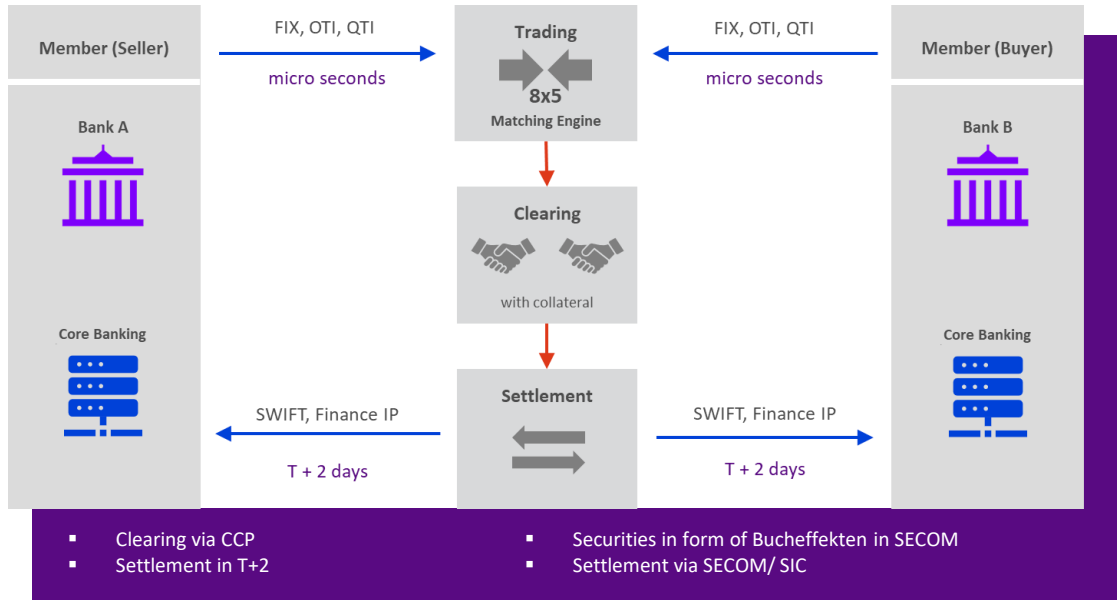 Member (Seller)
FIX, OTI, QTI
micro seconds
Trading
8x5
Matching Engine
FIX, OTI, QTI
micro seconds
Member (Buyer)
Bank A
Bank B
Clearing
with collateral
Core Banking
Core Banking
SWIFT, Finance IP
T + 2 days
Settlement
SWIFT, Finance IP
T + 2 days
▪ Clearing via CCP
▪ Settlement in T+2
▪ Securities in form of Bucheffekten in SECOM
▪ Settlement via SECOM/ SIC